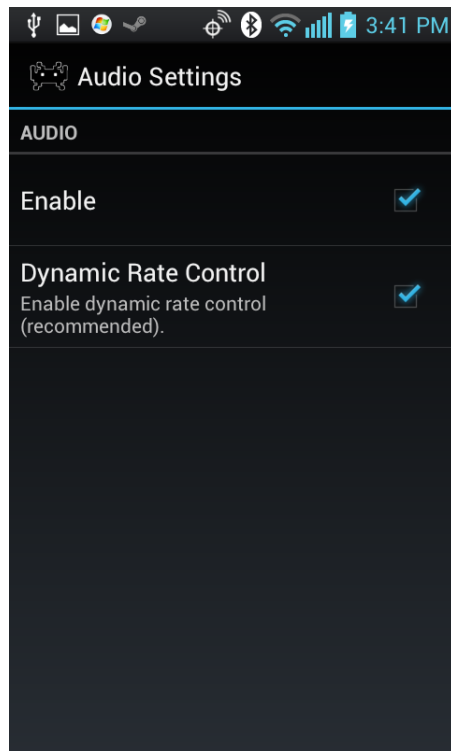 3:41 PM
Audio Settings
AUDIO
Enable
Dynamic Rate Control
Enable dynamic rate control
(recommended).